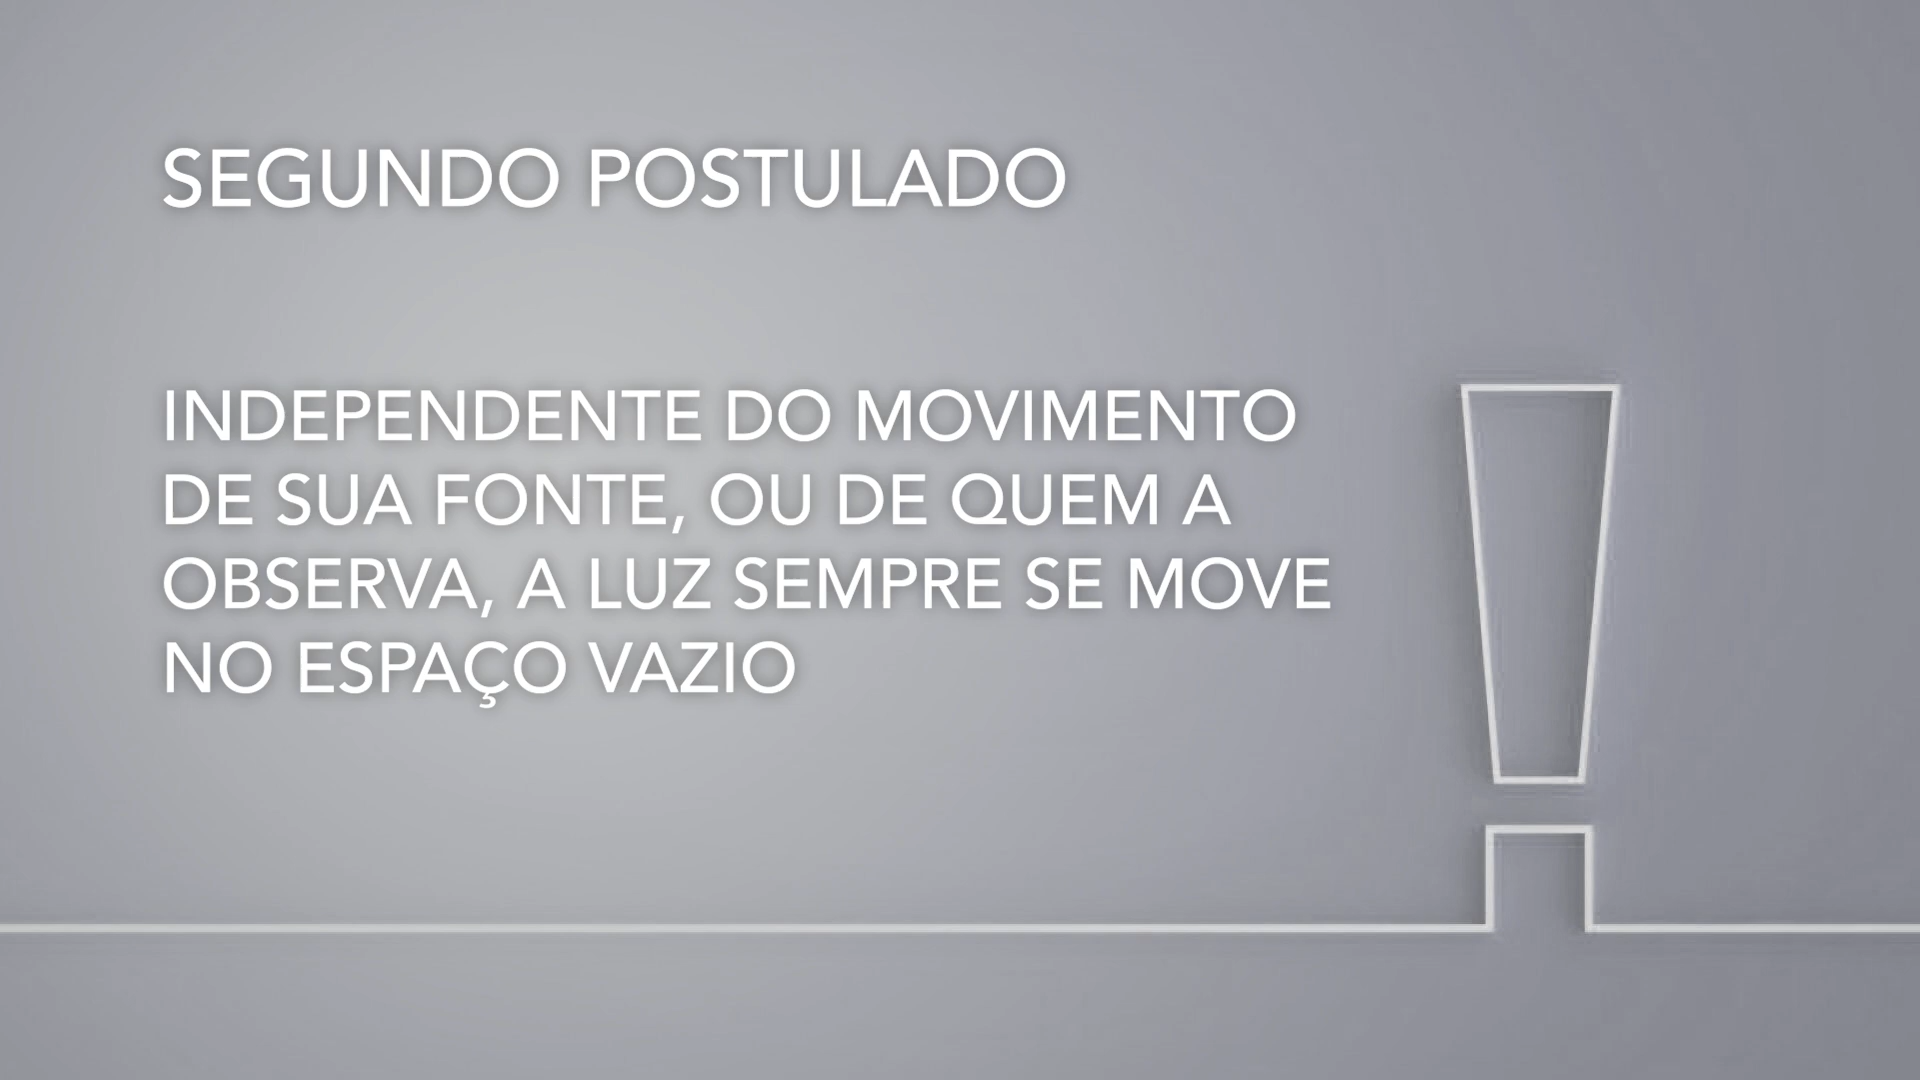 SEGUNDO POSTULADO
INDEPENDENTE DO MOVIMENTO
DE SUA FONTE, OU DE QUEM A
OBSERVA, A LUZ SEMPRE SE MOVE
NO ESPAÇO VAZIO